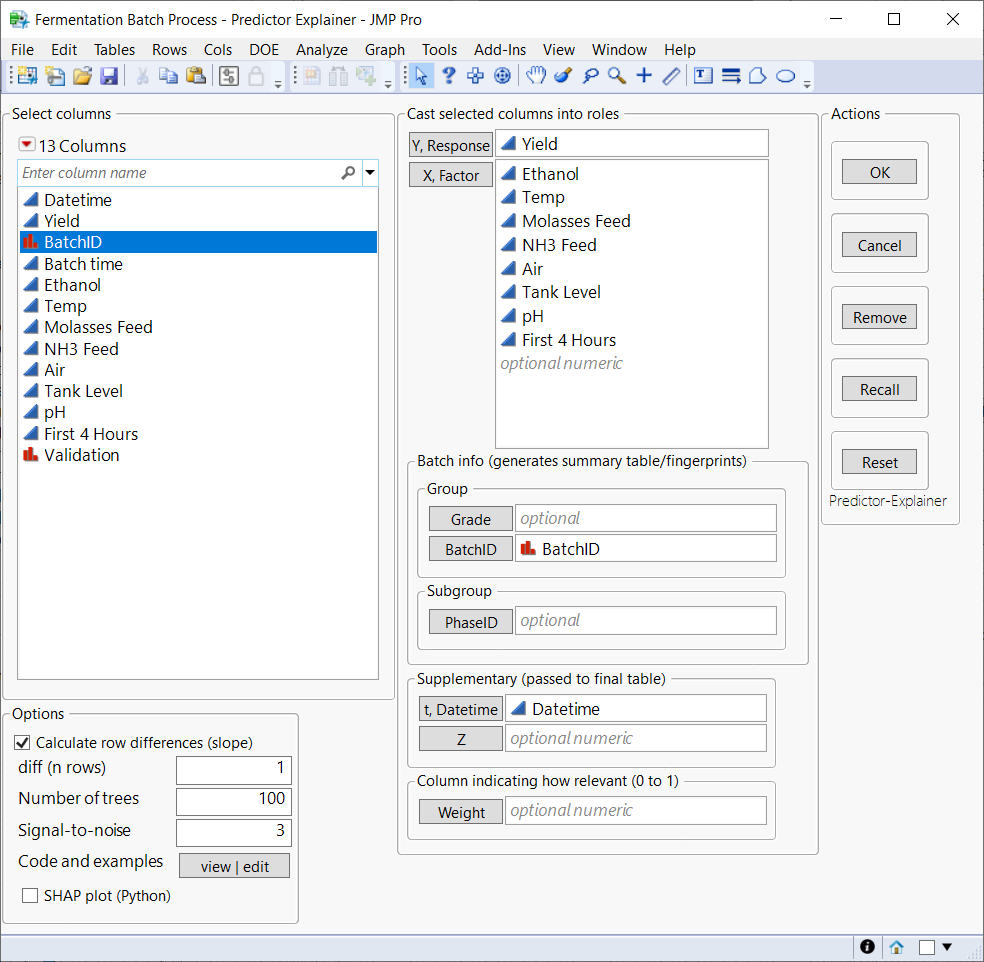 Fermentation Batch Process - Predictor Explainer - JMP Pro
File Edit Tables Rows Cols DOE Analyze Graph Tools Add-Ins View Window Help
Select columns
13 Columns
Enter column name
Datetime
Yield
BatchID
Batch time
Ethanol
Temp
Molasses Feed
NH3 Feed
Air
Tank Level
pH
First 4 Hours
Validation
Options
Calculate row differences (slope)
diff (n rows) 1
Number of trees 100
Signal-to-noise 3
Code and examples view | edit
SHAP plot (Python)
Cast selected columns into roles
Y, Response Yield
X, Factor Ethanol
Temp
Molasses Feed
NH3 Feed
Air
Tank Level
pH
First 4 Hours
optional numeric
Batch info (generates summary table/fingerprints)
Group
Grade optional
BatchID BatchID
Subgroup
PhaseID optional
Supplementary (passed to final table)
t, Datetime Datetime
Z optional numeric
Column indicating how relevant (0 to 1)
Weight optional numeric
Actions
OK
Cancel
Remove
Recall
Reset
Predictor-Explainer